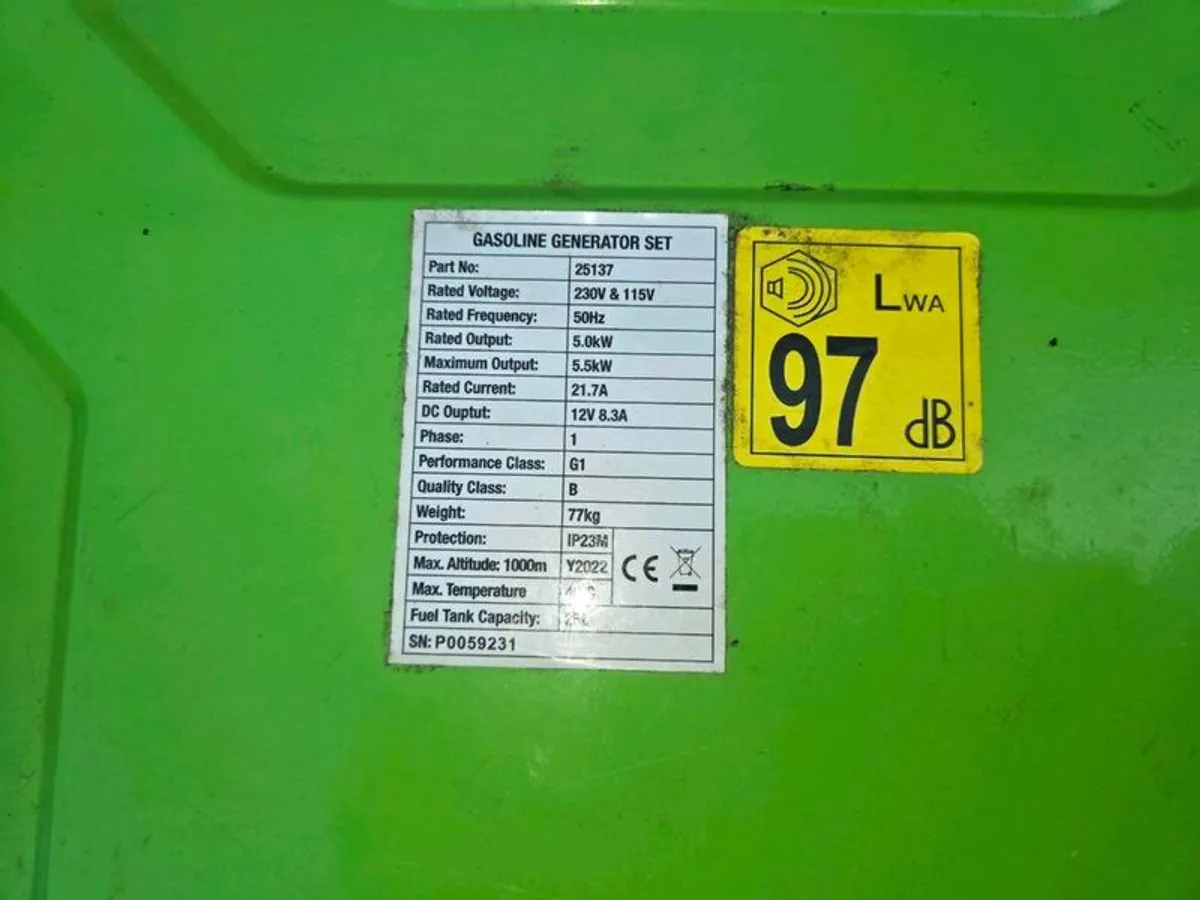 GASOLINE GENERATOR SET
Part No: 25137
Rated Voltage: 230V & 115V
Rated Frequency: 50Hz
Rated Output: 5.0kW
Maximum Output: 5.5kW
Rated Current: 21.7A
DC Ouptut: 12V 8.3A
Phase: 1
Performance Class: G1
Quality Class: B
Weight: 77kg
Protection: IP23M
Max. Altitude: 1000m Y2022
CE
Max. Temperature
Fuel Tank Capacity:
SN: P0059231
LWA
97
dB